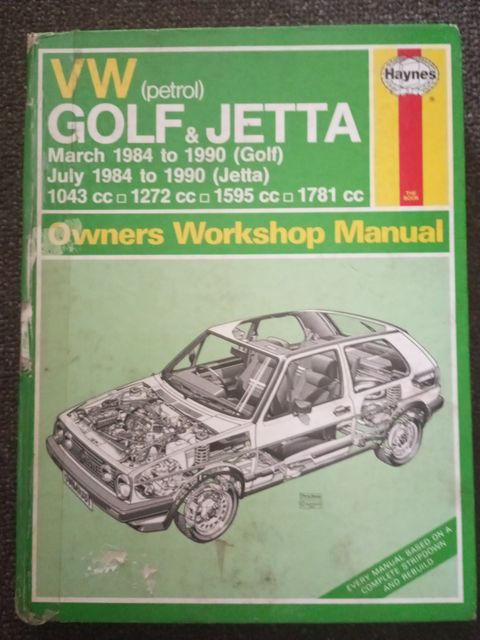 VW (petrol)
Haynes
GOLF & JETTA
March 1984 to 1990 (Golf)
July 1984 to 1990 (Jetta)
1043 cc □ 1272 cc □ 1595 cc □ 1781 cc
THE
BOOK
Owners Workshop Manual
EVERY MANUAL BASED ON A
COMPLETE STRIPDOWN
AND REBUILD